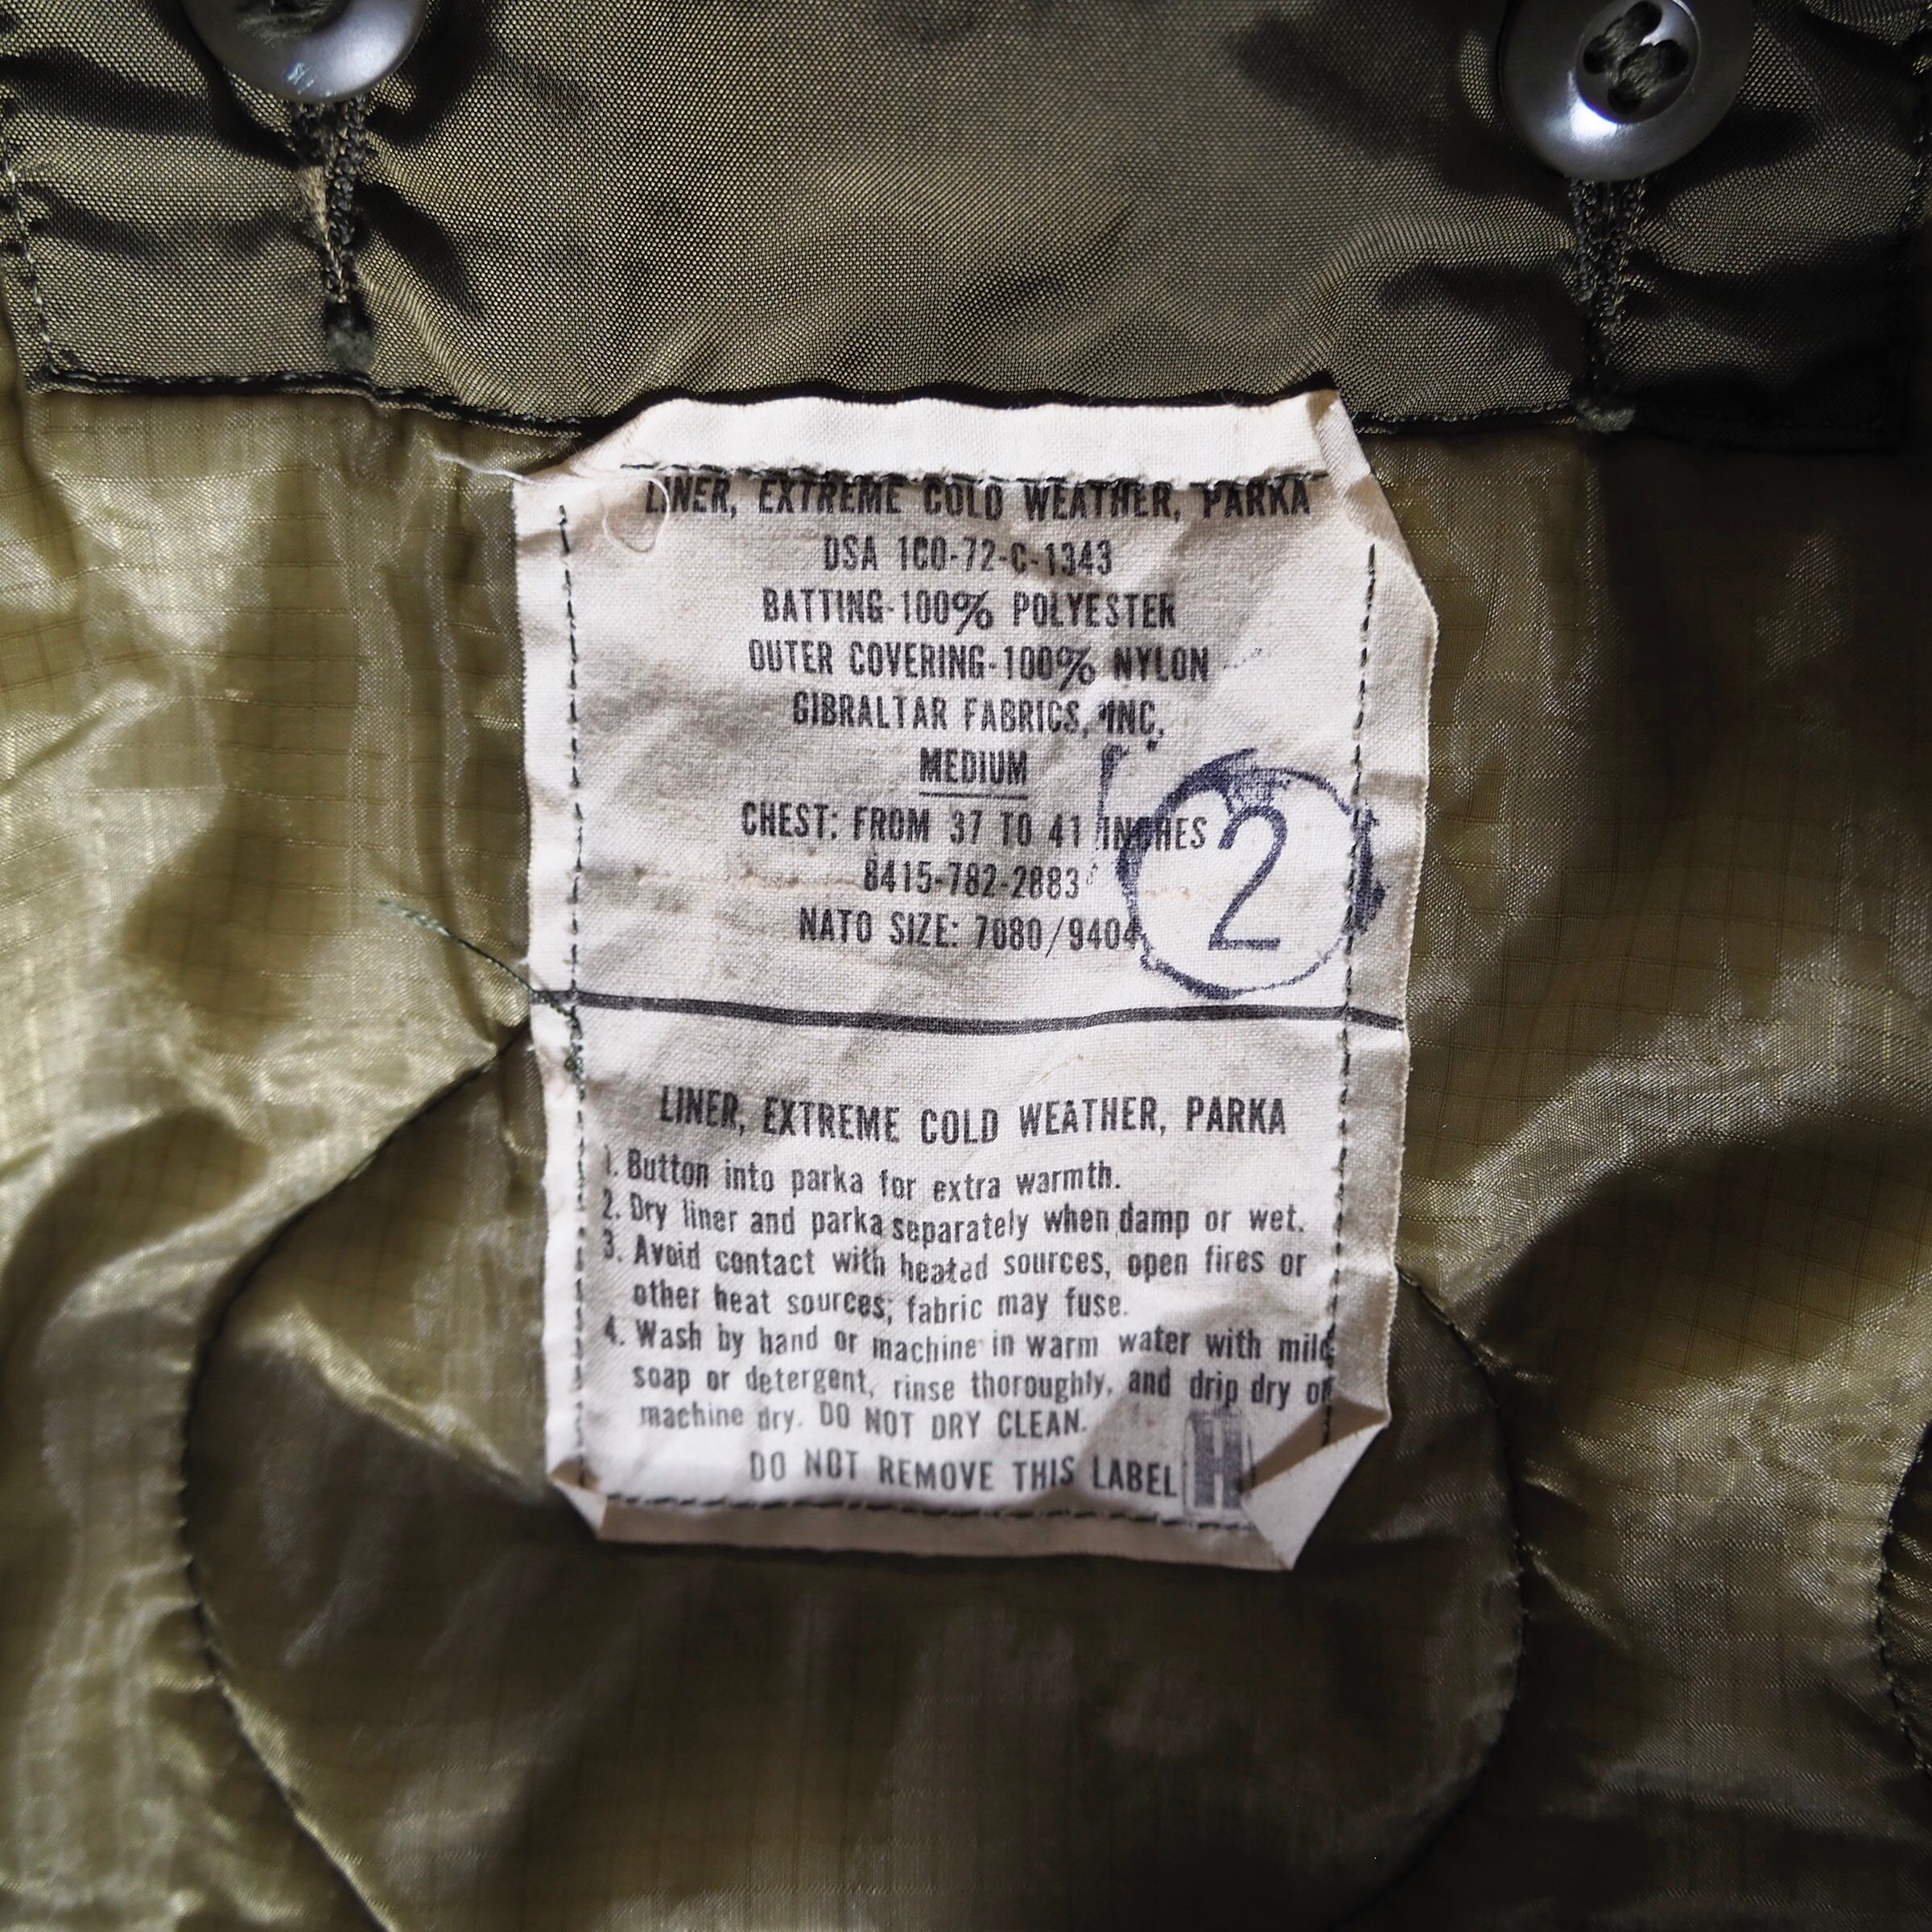 LINER, EXTREME COLD WEATHER, PARKA
DSA 100-72-C-1343
BATTING-100% POLYESTER
OUTER COVERING-100% NYLON
GIBRALTAR FABRICS, INC.
MEDIUM
CHEST: FROM 37 TO 41 INCHES
8415-782-2883
NATO SIZE: 7080/9404
2
LINER, EXTREME COLD WEATHER, PARKA
1. Button into parka for extra warmth.
2. Dry liner and parka separately when damp or wet.
3. Avoid contact with heated sources, open fires or
other heat sources; fabric may fuse.
4. Wash by hand or machine in warm water with mild
soap or detergent, rinse thoroughly, and drip dry or
machine dry. DO NOT DRY CLEAN.
DO NOT REMOVE THIS LABEL
H